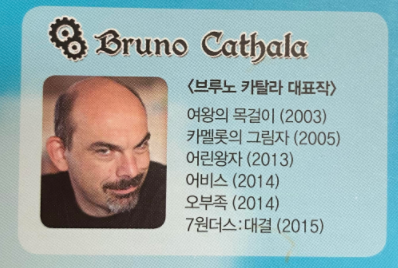 Bruno Cathala
<브루노 카탈라 대표작>
여왕의 목걸이 (2003)
카멜롯의 그림자 (2005)
어린왕자 (2013)
어비스 (2014)
오부족 (2014)
7원더스:대결 (2015)